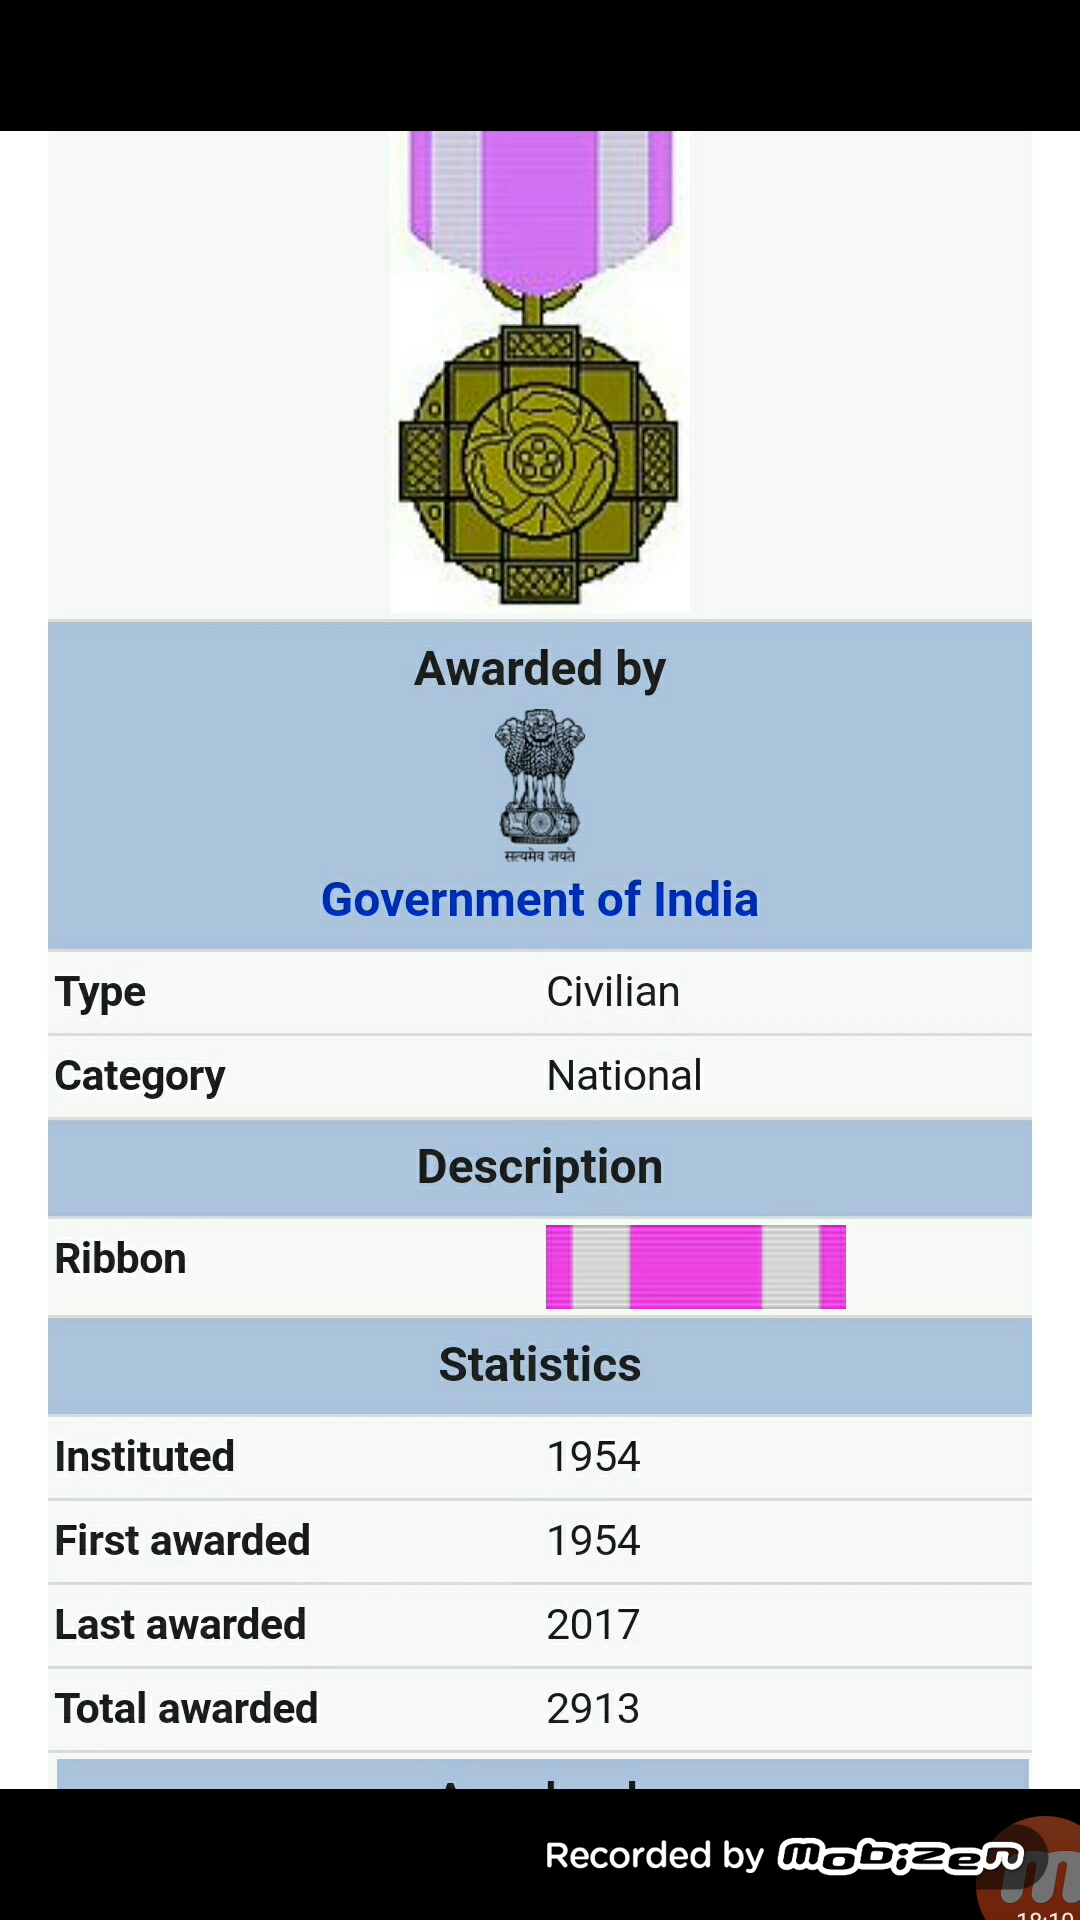 Awarded by
सत्यमेव जयते
Government of India
Type Civilian
Category National
Description
Ribbon
Statistics
Instituted 1954
First awarded 1954
Last awarded 2017
Total awarded 2913
Recorded by mobizen